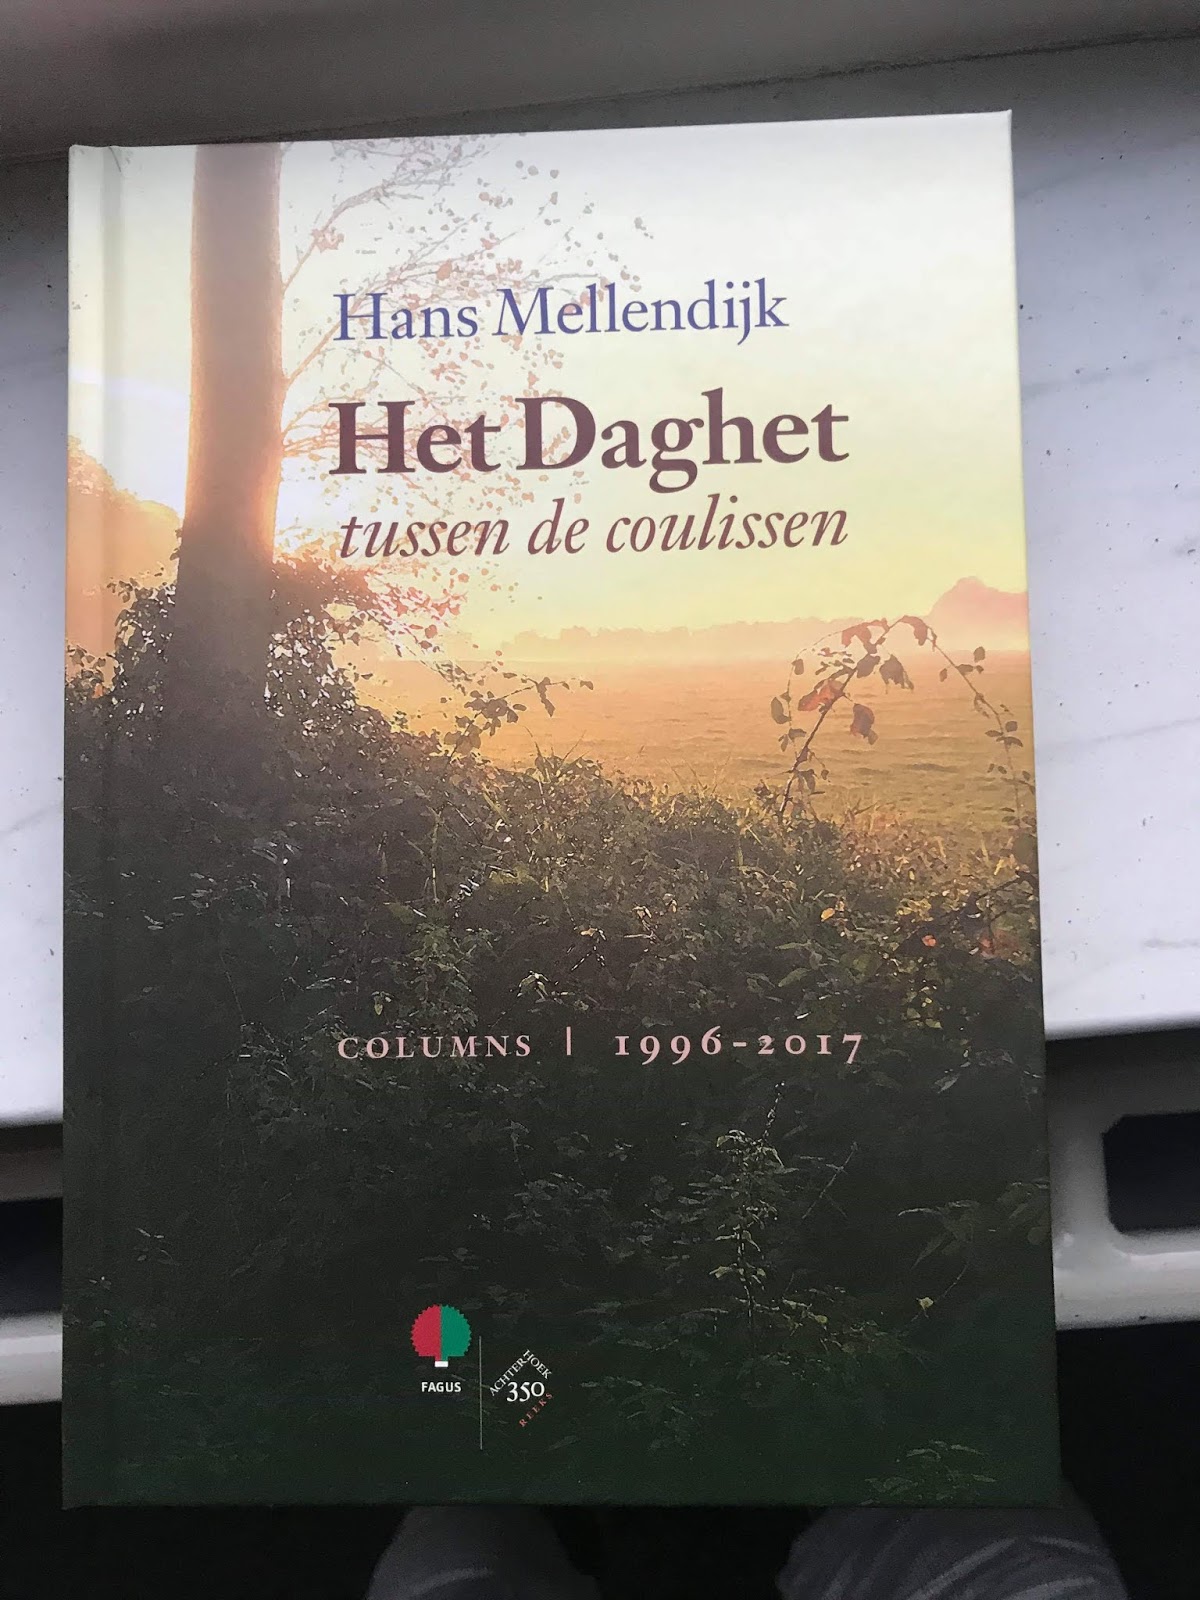 Hans Mellendijk
Het Daghet
tussen de coulissen
COLUMNS | 1996-2017
FAGUS
ACHTERHOEK
350
REEKS